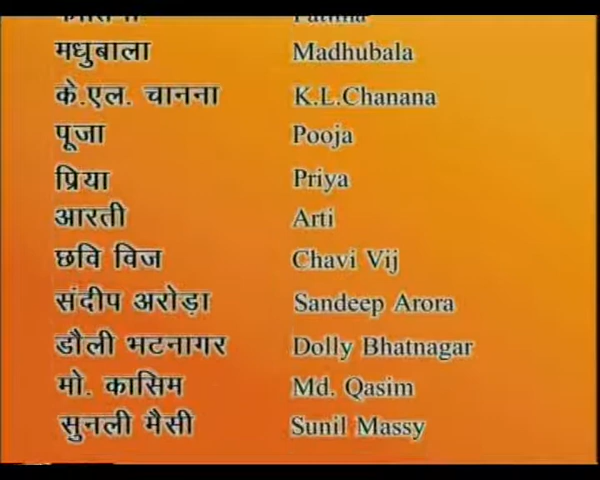 मधुबाला Madhubala
के.एल. चानना K.L.Chanana
पूजा Pooja
प्रिया Priya
आरती Arti
छवि विज Chavi Vij
संदीप अरोड़ा Sandeep Arora
डौली भटनागर Dolly Bhatnagar
मो. कासिम Md. Qasim
सुनली मैसी Sunil Massy